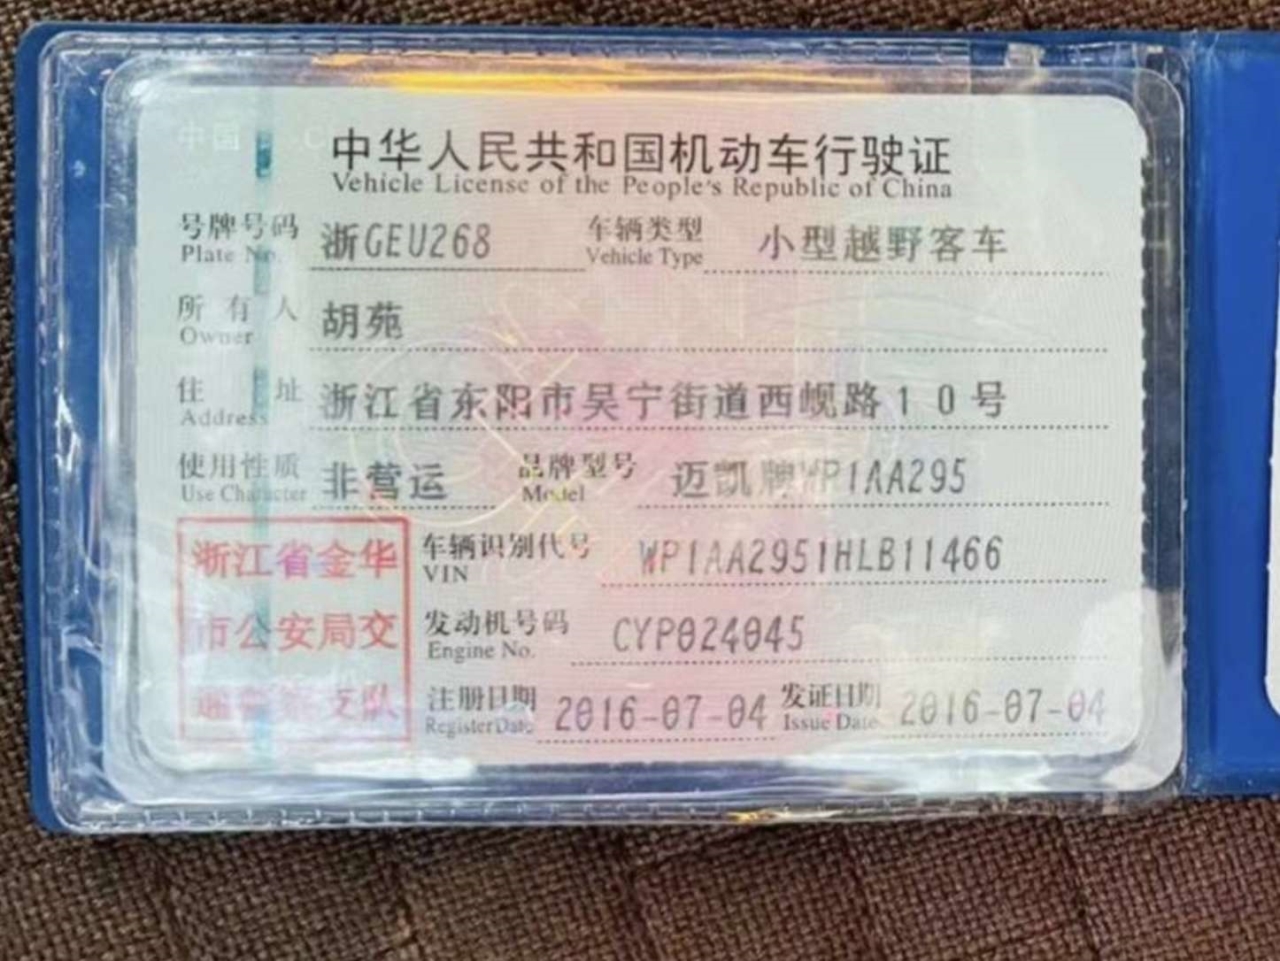 中华人民共和国机动车行驶证
Vehicle License of the People's Republic of China
号牌号码 浙GEU268 车辆类型 小型越野客车
Plate No. Vehicle Type
所有人 胡苑
Owner
住址 浙江省东阳市吴宁街道西岘路10号
Address
使用性质 非营运 品牌型号 迈凯牌WP1AA295
Use Character Model
浙江省金华
市公安局交
通警察支队
车辆识别代号 WP1AA2951HLB11466
VIN
发动机号码 CYP024045
Engine No.
注册日期 2016-07-04 发证日期 2016-07-04
Register Date Issue Date